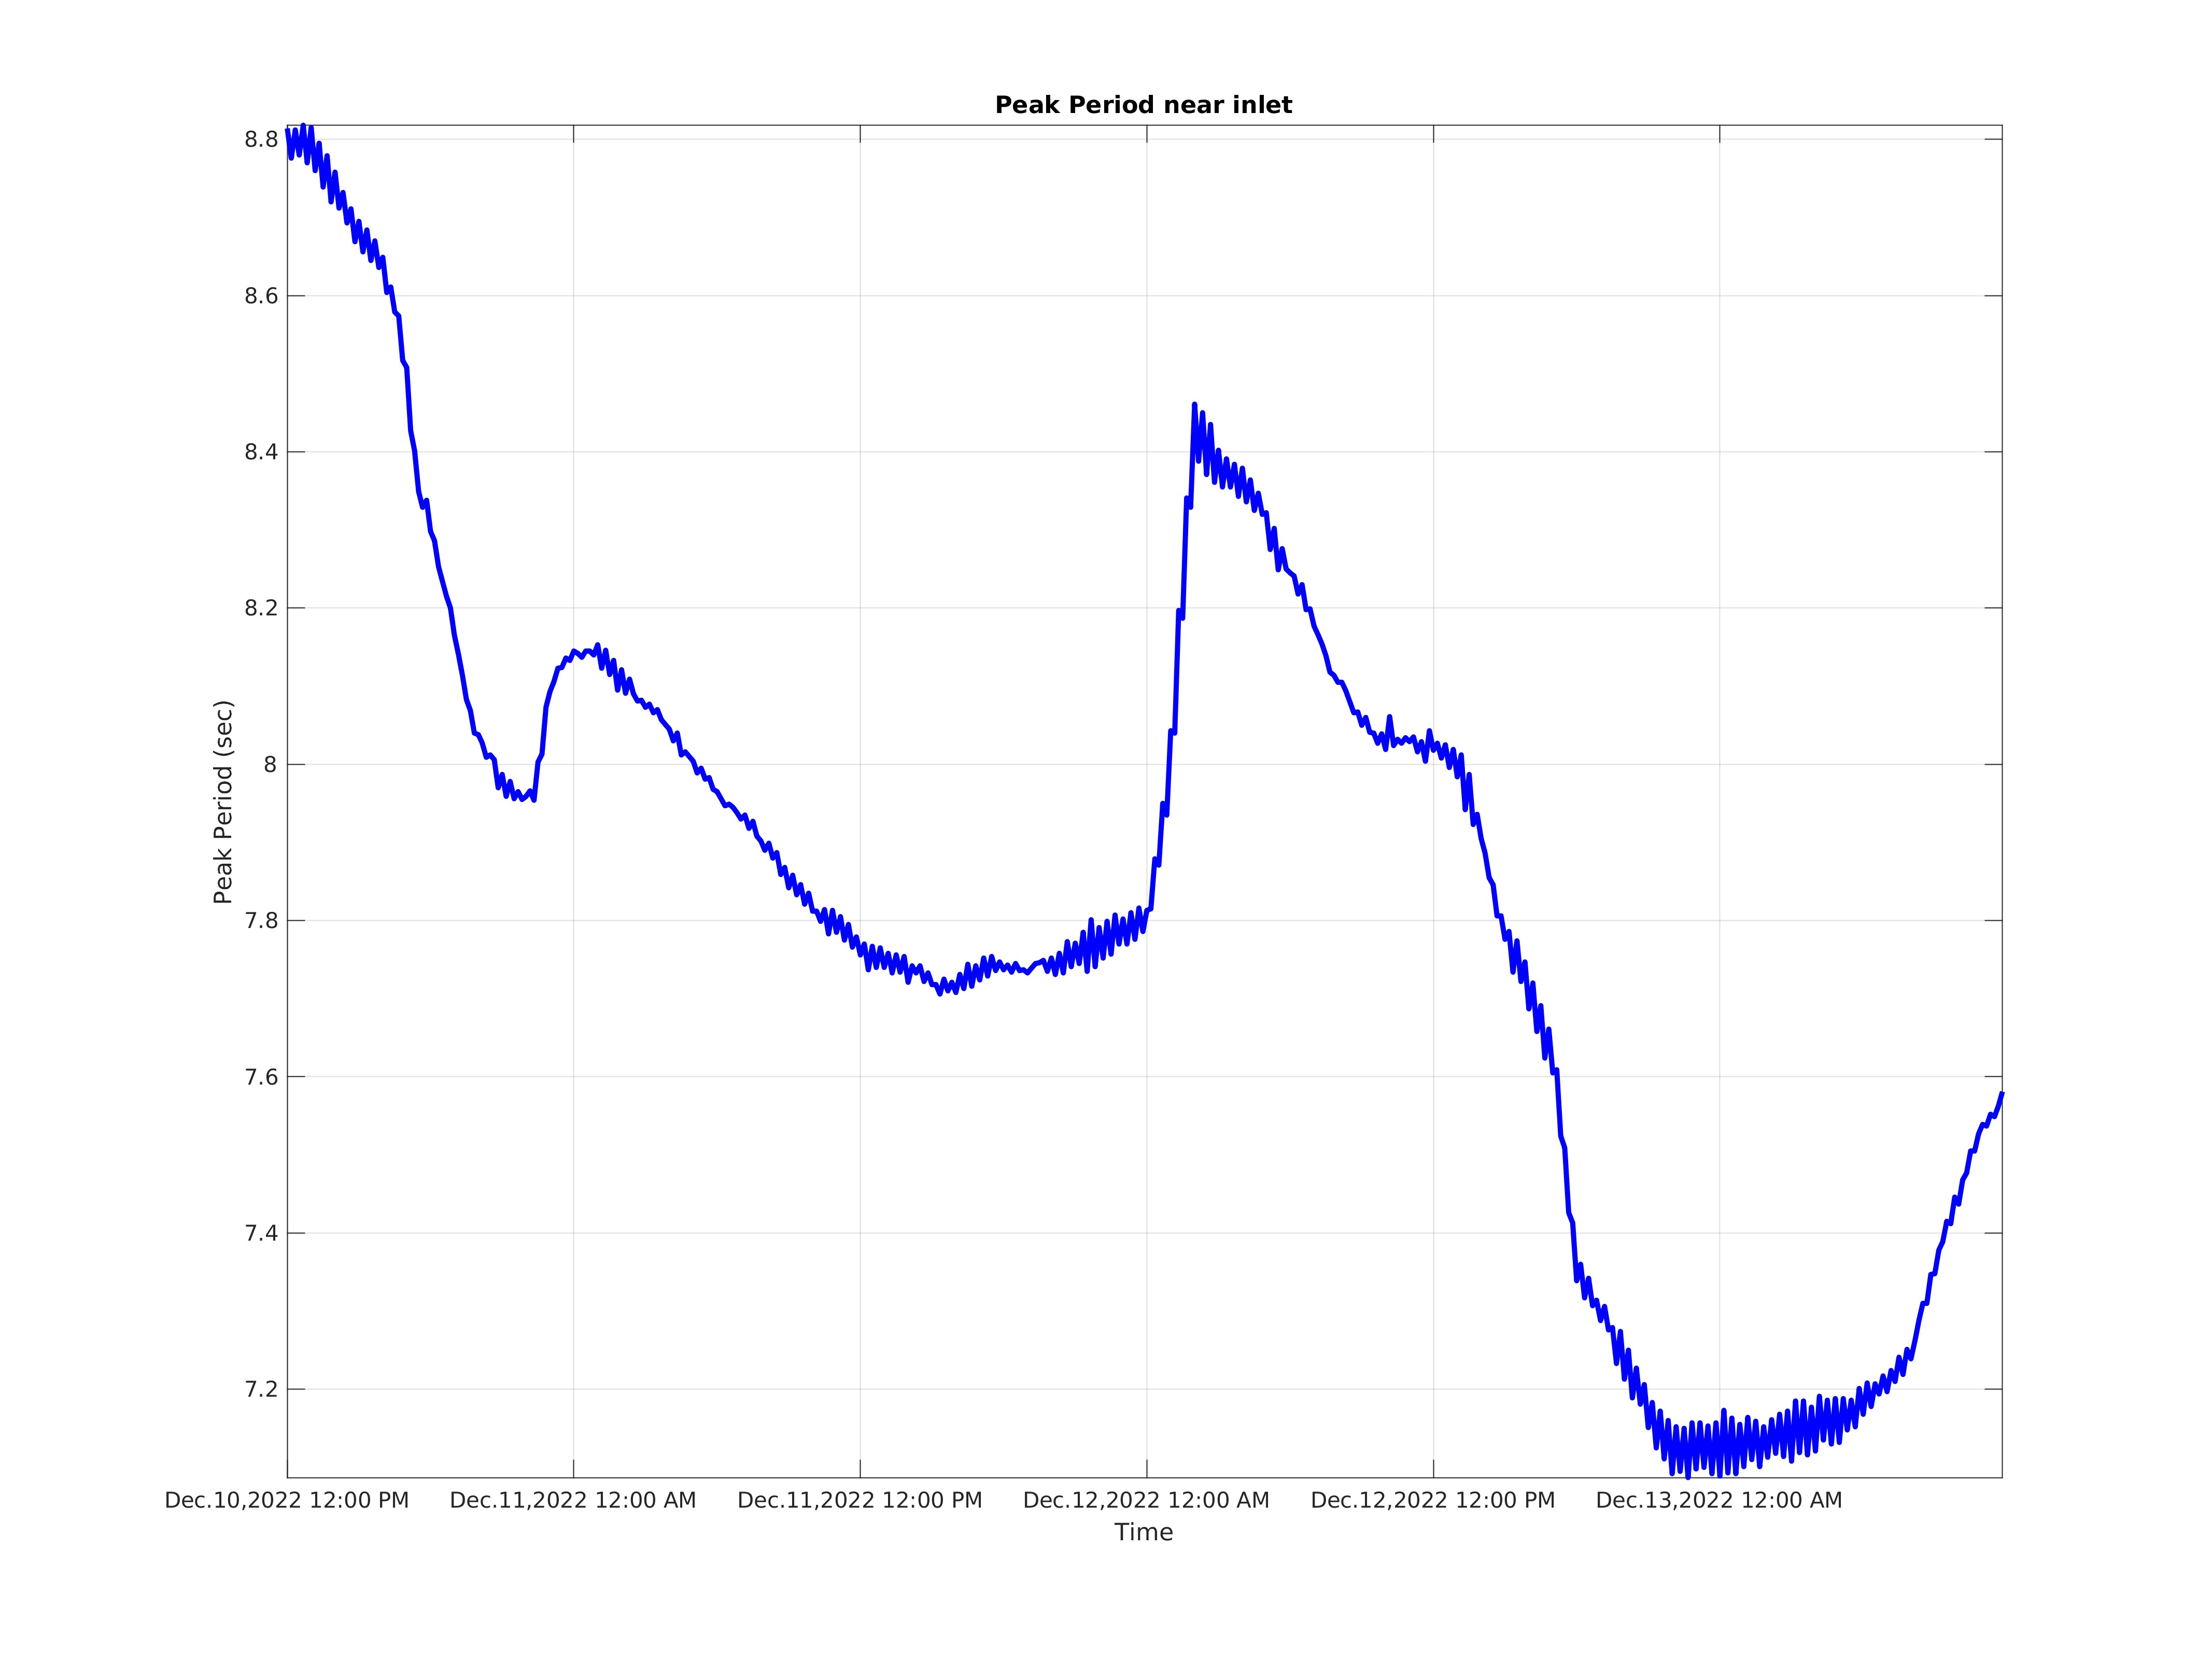 Peak Period near inlet
Peak Period (sec)
8.8
8.6
8.4
8.2
8
7.8
7.6
7.4
7.2
Dec.10,2022 12:00 PM Dec.11,2022 12:00 AM Dec.11,2022 12:00 PM Dec.12,2022 12:00 AM Dec.12,2022 12:00 PM Dec.13,2022 12:00 AM
Time